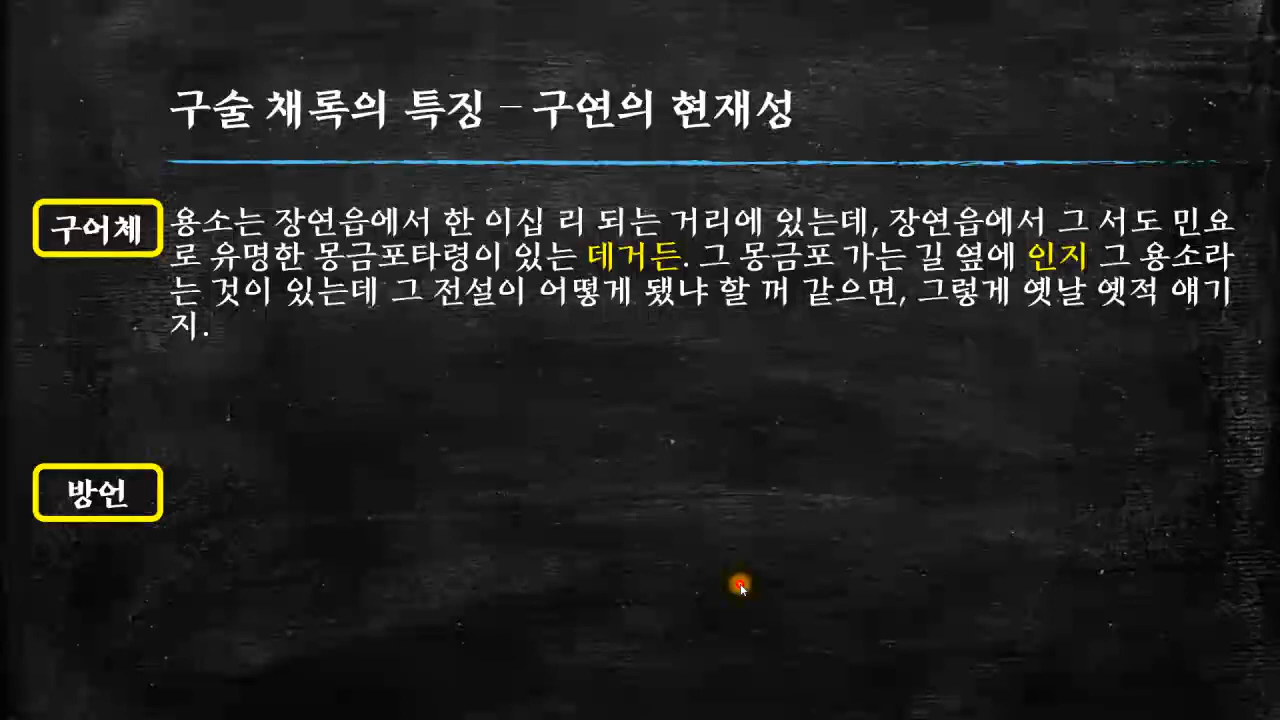 구술 채록의 특징 – 구연의 현재성
구어체
용소는 장연읍에서 한 이십 리 되는 거리에 있는데, 장연읍에서 그 서도 민요
로 유명한 몽금포타령이 있는 데거든. 그 몽금포 가는 길 옆에 인지 그 용소라
는 것이 있는데 그 전설이 어떻게 됐냐 할 꺼 같으면, 그렇게 옛날 옛적 얘기
지.
방언